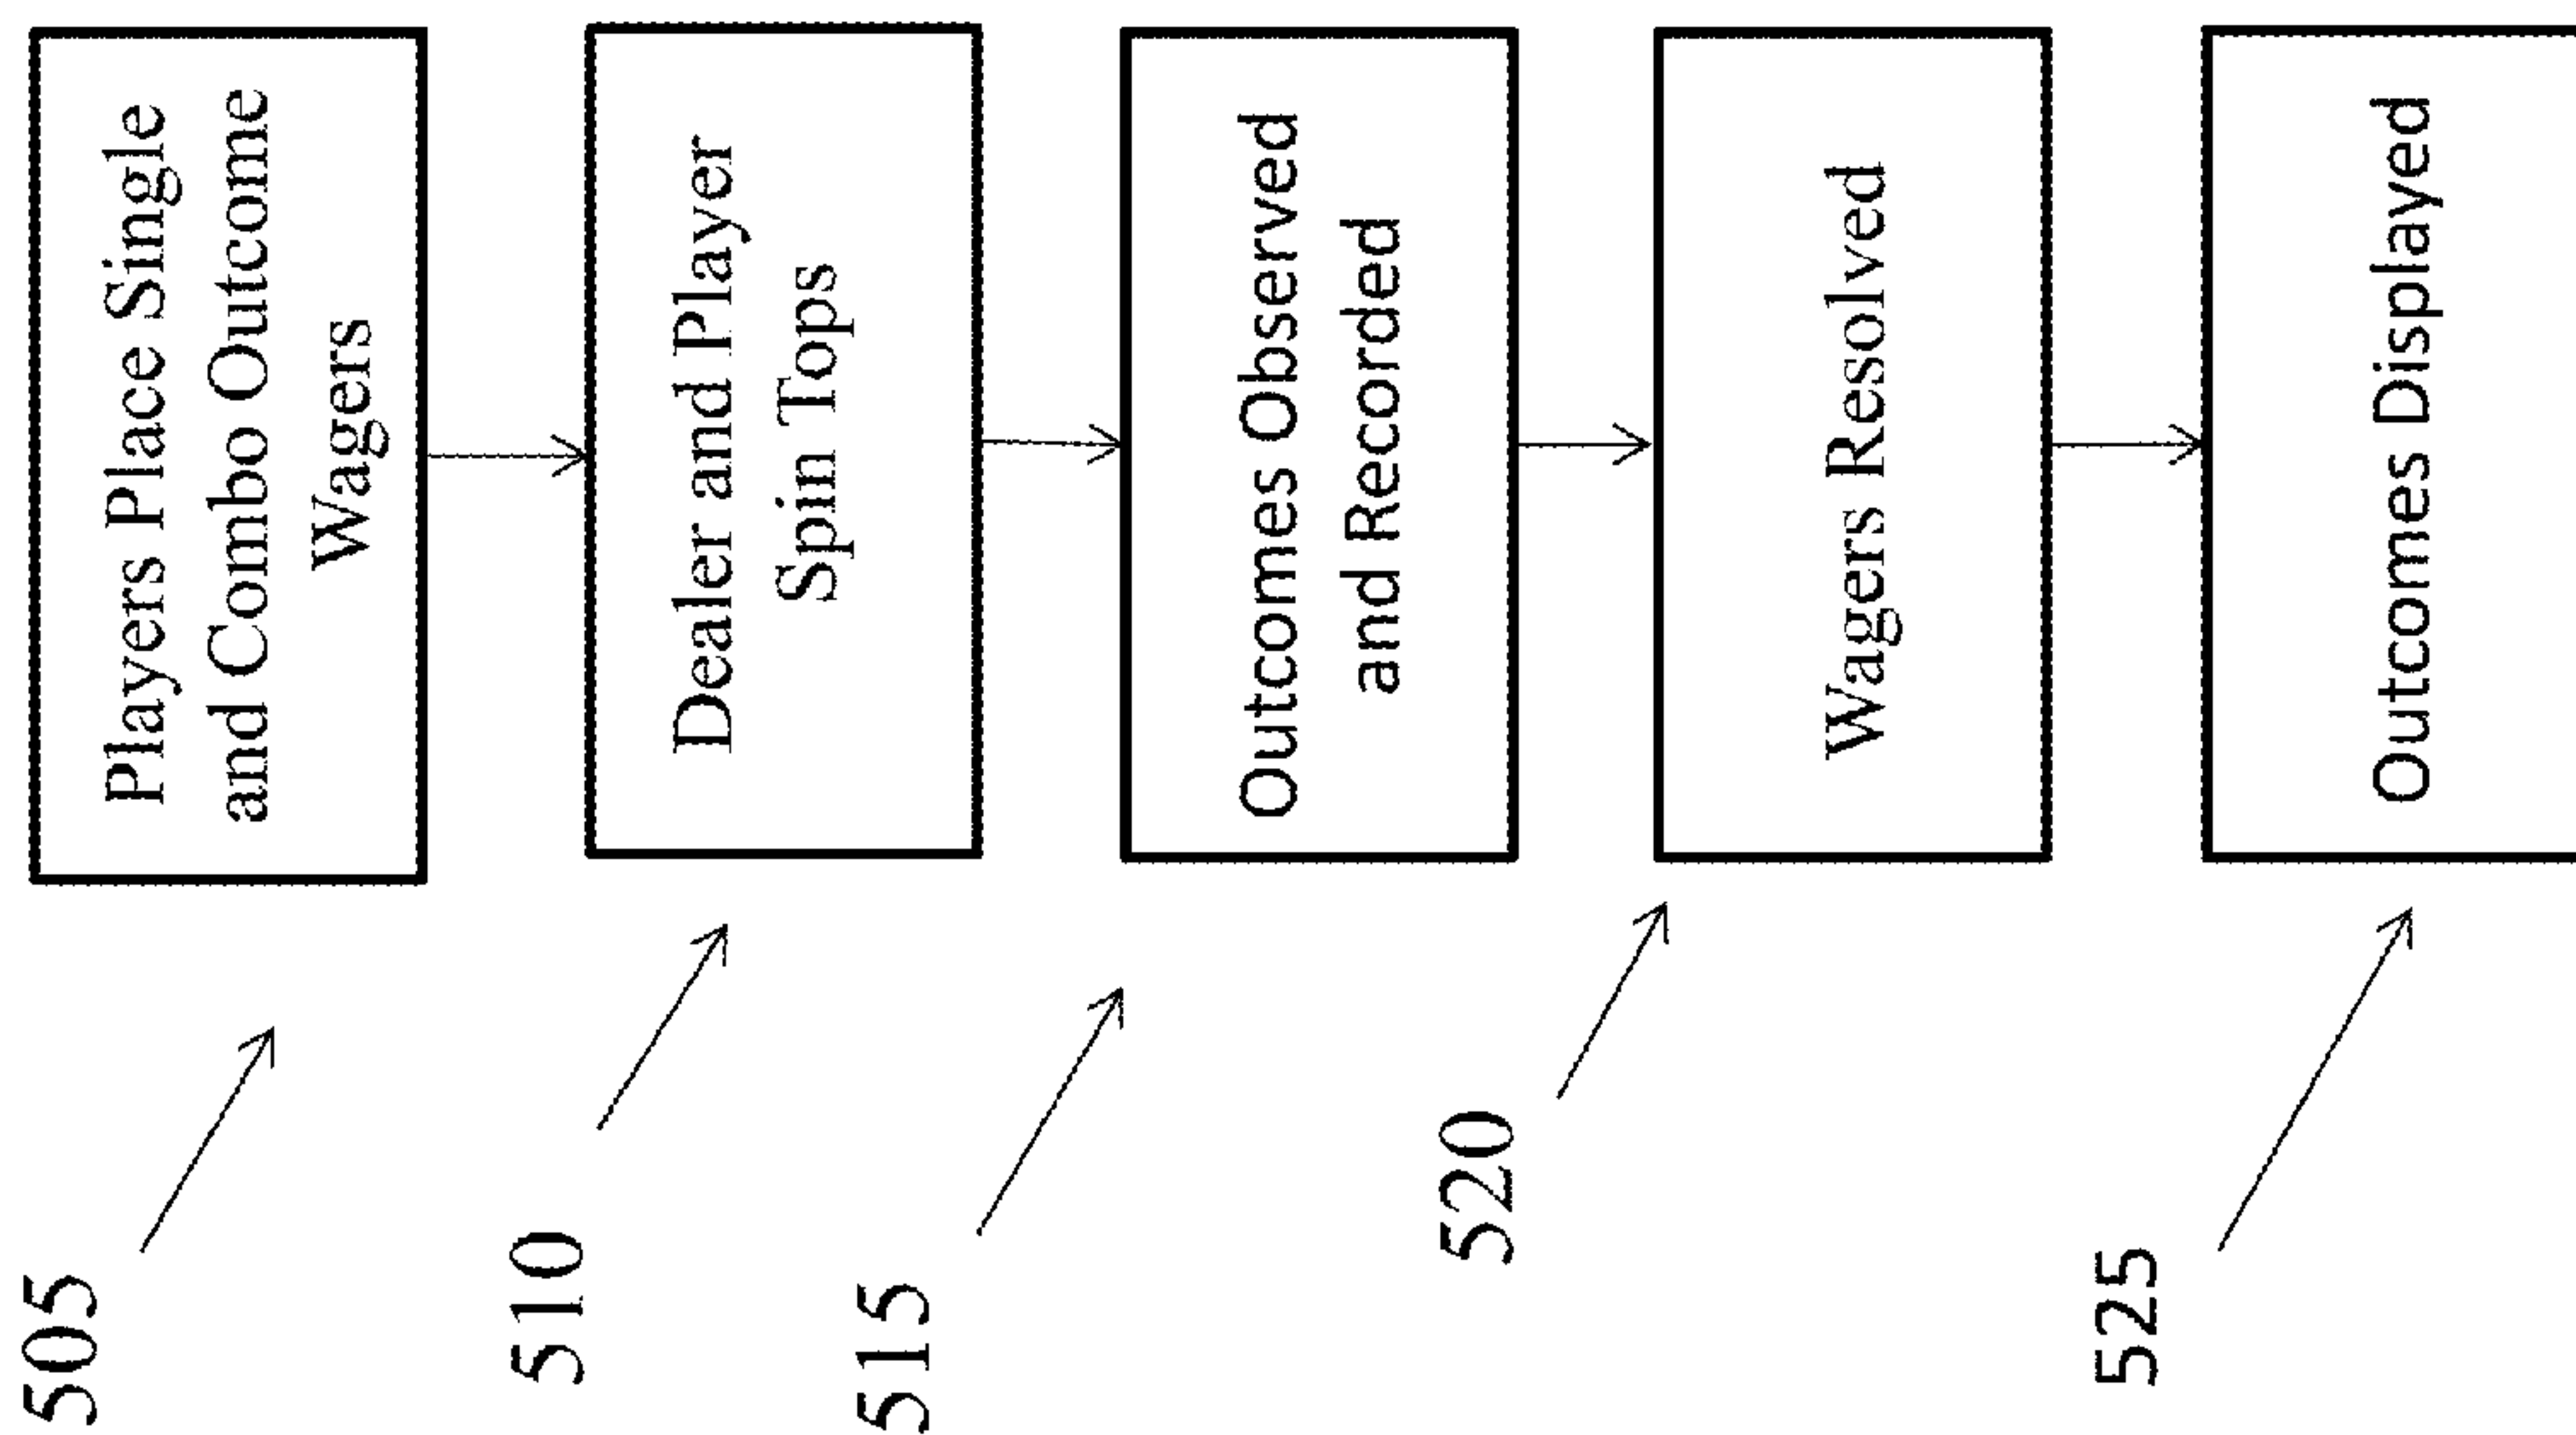 505
Players Place Single
and Combo Outcome
Wagers
510
Dealer and Player
Spin Tops
515
Outcomes Observed
and Recorded
520
Wagers Resolved
525
Outcomes Displayed